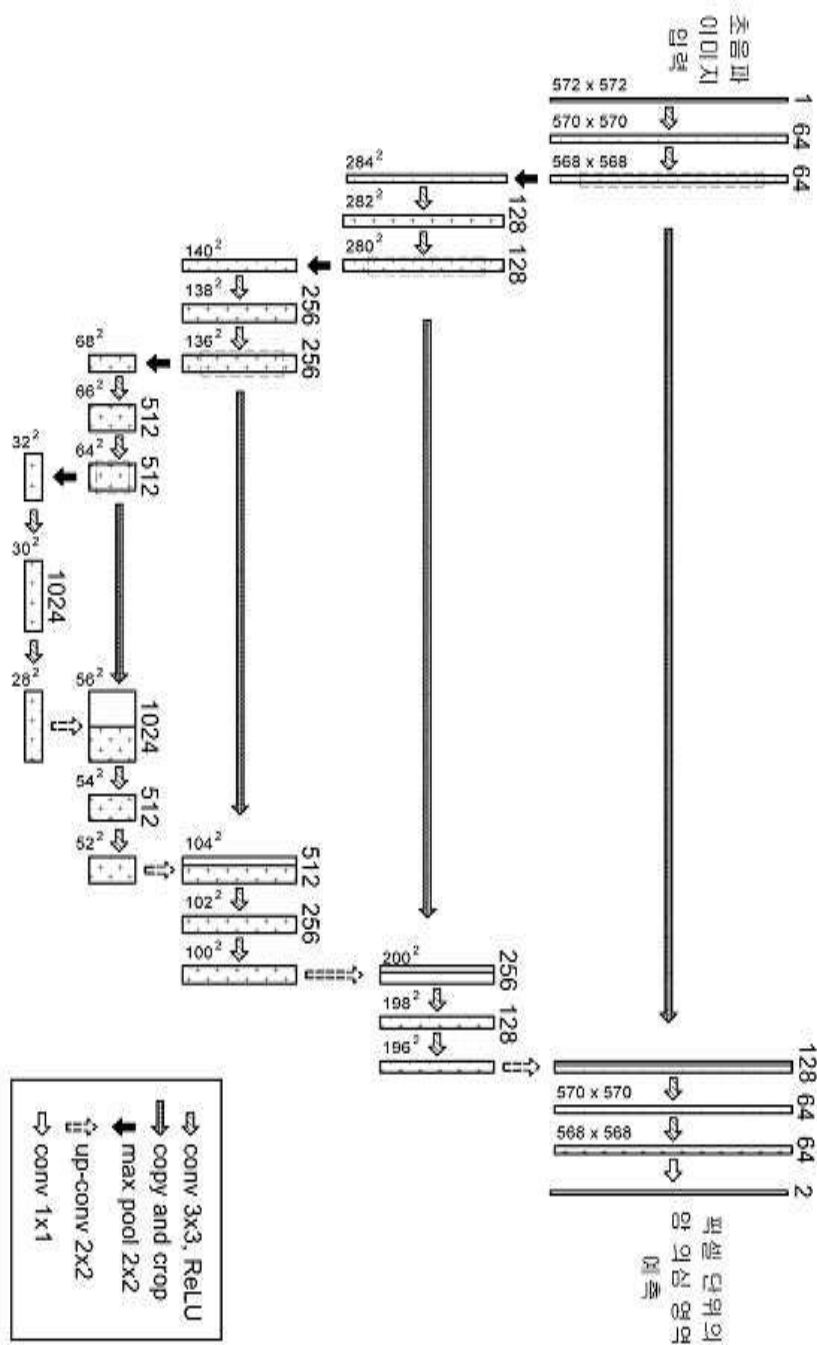 초음파
이미지
입력
572 x 572
1
570 x 570
64
568 x 568
64
284²
282²
128
280²
128
140²
138²
256
136²
256
68²
66²
512
64²
512
32²
30²
1024
28²
56²
1024
54²
512
52²
104²
512
102²
256
100²
200²
256
198²
128
196²
128
570 x 570
64
568 x 568
64
2
픽셀 단위의
암 의심 영역
예측
conv 3x3, ReLU
copy and crop
max pool 2x2
up-conv 2x2
conv 1x1